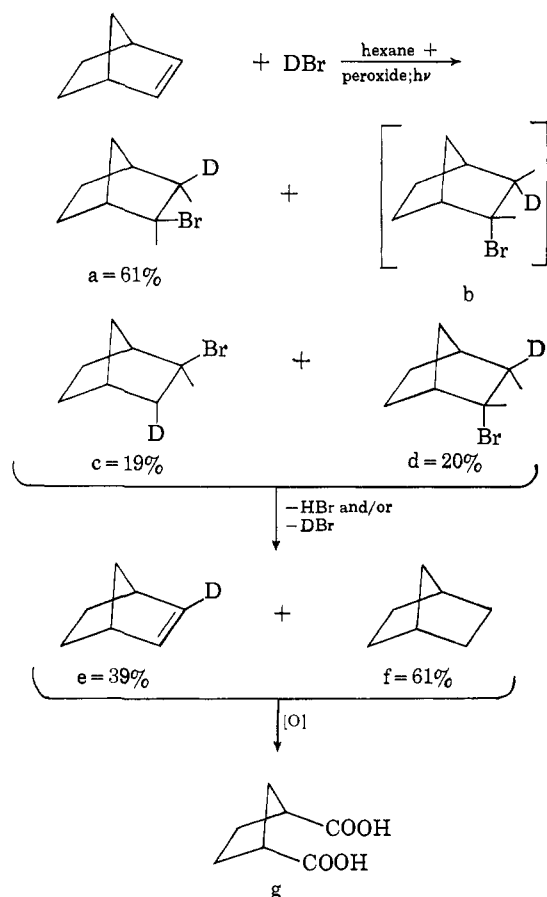 + DBr
hexane +
peroxide; hν
D
Br
+
D
Br
a = 61%
b
Br
D
+
D
Br
c = 19%
d = 20%
−HBr and/or
−DBr
D
+
e = 39%
f = 61%
[O]
COOH
COOH
g